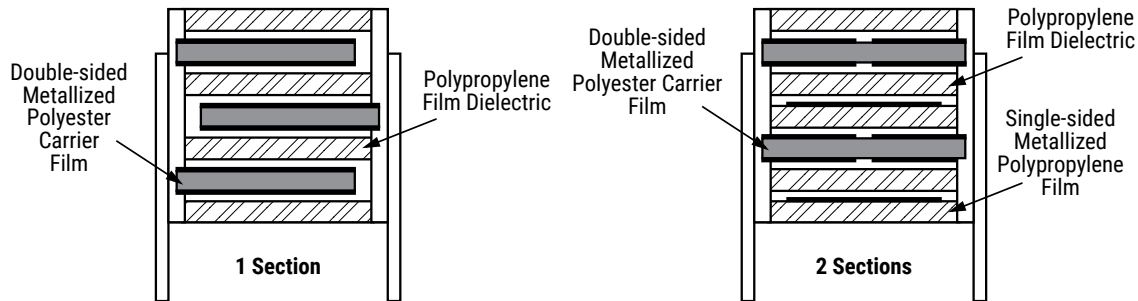 Double-sided
Metallized
Polyester
Carrier
Film
Polypropylene
Film Dielectric
1 Section
Double-sided
Metallized
Polyester Carrier
Film
Polypropylene
Film Dielectric
Single-sided
Metallized
Polypropylene
Film
2 Sections